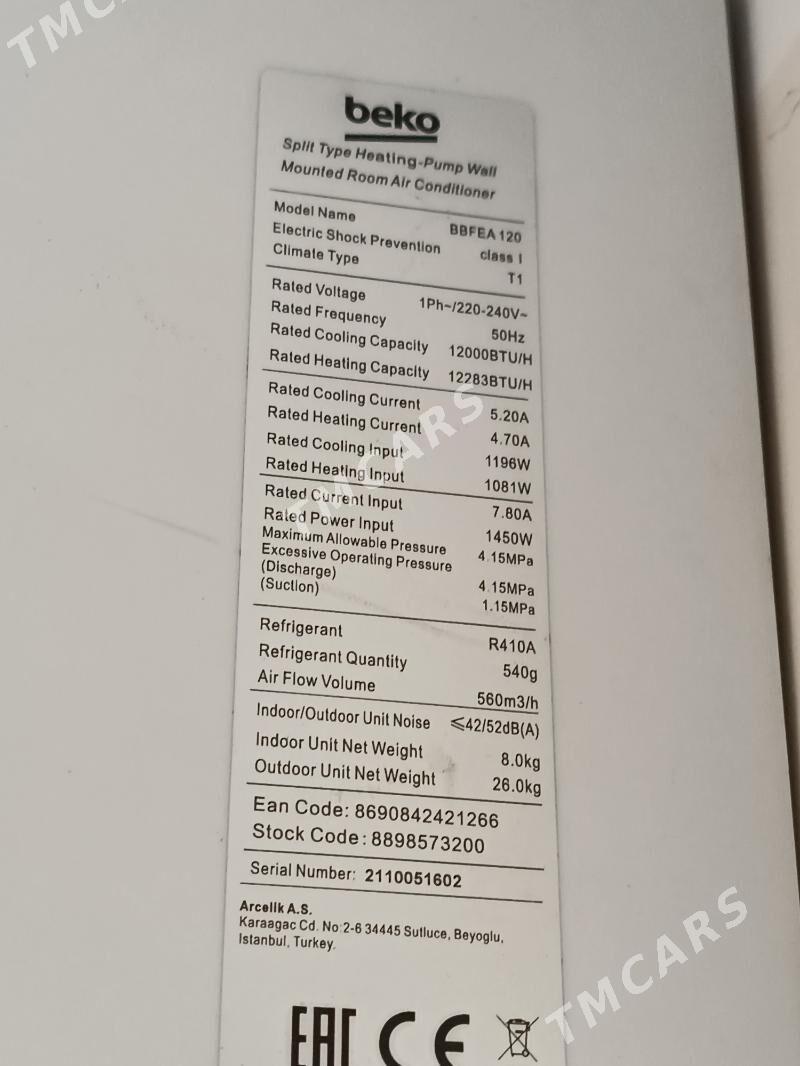 TMCARS
beko
Split Type Heating-Pump Wall
Mounted Room Air Conditioner
Model Name BBFEA 120
Electric Shock Prevention class I
Climate Type T1
Rated Voltage 1Ph~/220-240V~
Rated Frequency 50Hz
Rated Cooling Capacity 12000BTU/H
Rated Heating Capacity 12283BTU/H
Rated Cooling Current 5.20A
Rated Heating Current 4.70A
Rated Cooling Input 1196W
Rated Heating Input 1081W
TMCARS
Rated Current Input 7.80A
Rated Power Input 1450W
Maximum Allowable Pressure 4.15MPa
Excessive Operating Pressure
(Discharge) 4.15MPa
(Suction) 1.15MPa
Refrigerant R410A
Refrigerant Quantity 540g
Air Flow Volume 560m3/h
Indoor/Outdoor Unit Noise ≤42/52dB(A)
Indoor Unit Net Weight 8.0kg
Outdoor Unit Net Weight 26.0kg
Ean Code: 8690842421266
Stock Code: 8898573200
Serial Number: 2110051602
Arcelik A.S.
Karaagac Cd. No:2-6 34445 Sutluce, Beyoglu,
Istanbul, Turkey.
TMCARS
EAC CE